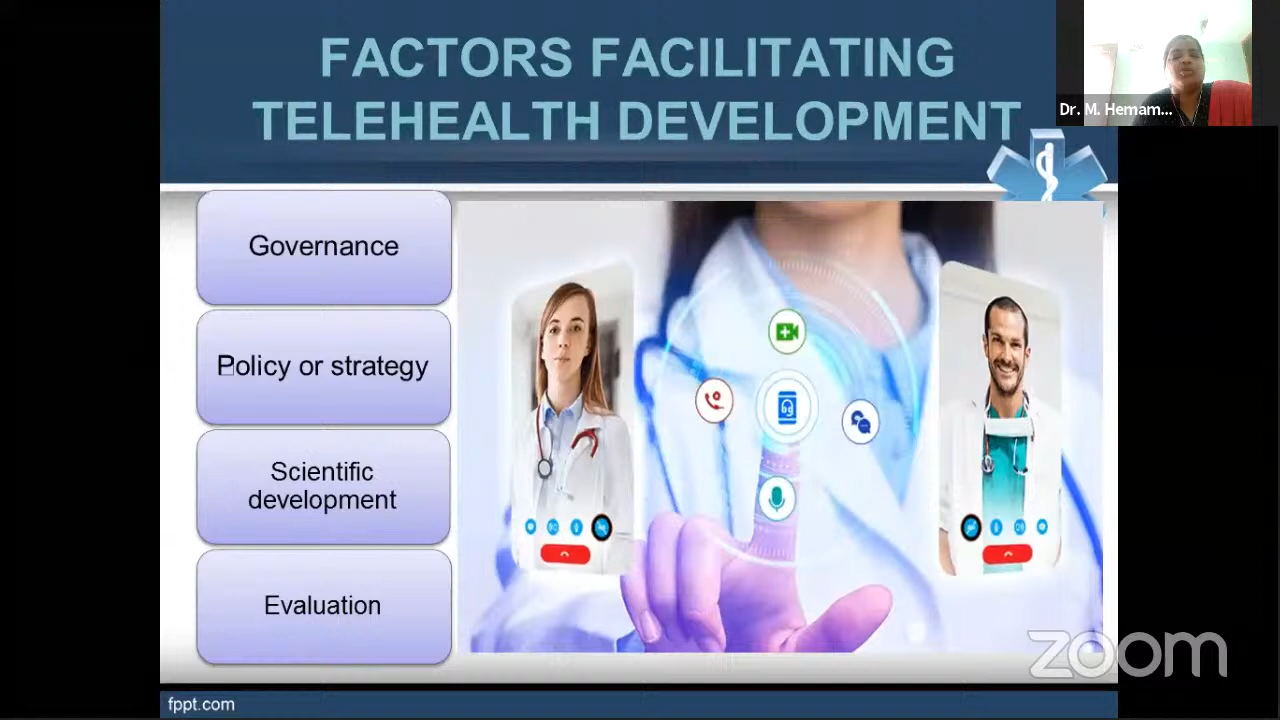 FACTORS FACILITATING
TELEHEALTH DEVELOPMENT
Dr. M. Hemam...
Governance
Policy or strategy
Scientific
development
Evaluation
zoom
fppt.com